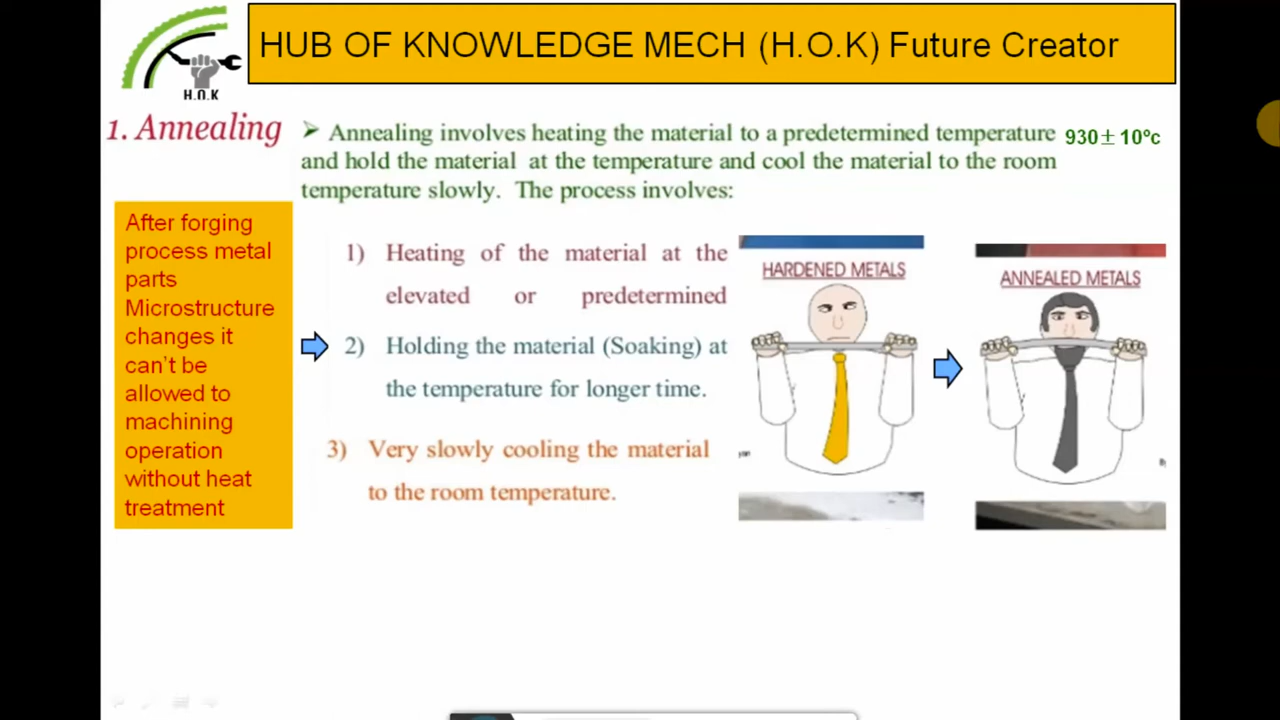 HUB OF KNOWLEDGE MECH (H.O.K) Future Creator
H.O.K
1. Annealing
➤ Annealing involves heating the material to a predetermined temperature 930±10ºc
and hold the material at the temperature and cool the material to the room
temperature slowly. The process involves:
After forging
process metal
parts
Microstructure
changes it
can't be
allowed to
machining
operation
without heat
treatment
1) Heating of the material at the
elevated or predetermined
2) Holding the material (Soaking) at
the temperature for longer time.
3) Very slowly cooling the material
to the room temperature.
HARDENED METALS
ANNEALED METALS